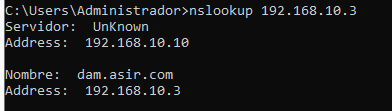 C:\Users\Administrador>nslookup 192.168.10.3
Servidor:  UnKnown
Address:  192.168.10.10
Nombre:  dam.asir.com
Address:  192.168.10.3